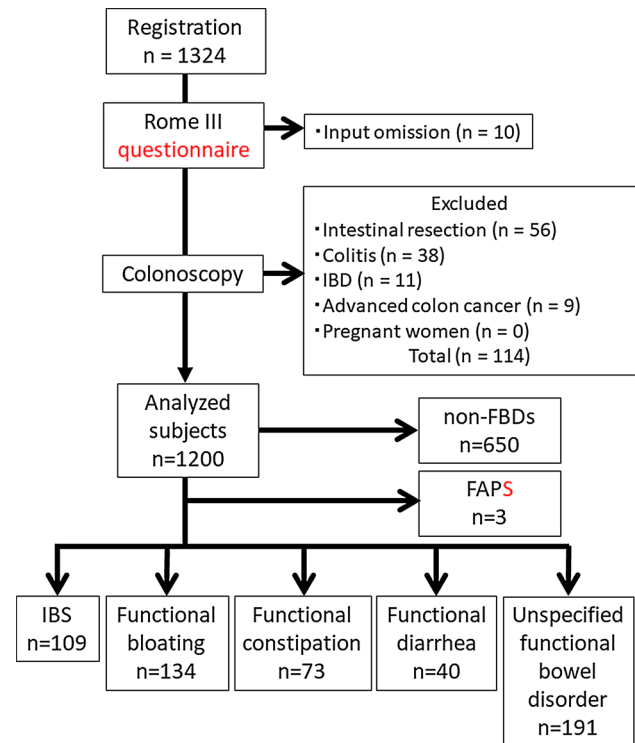 Registration
n = 1324
Rome III
questionnaire
・Input omission (n = 10)
Excluded
・Intestinal resection (n = 56)
・Colitis (n = 38)
・IBD (n = 11)
・Advanced colon cancer (n = 9)
・Pregnant women (n = 0)
Total (n = 114)
Colonoscopy
Analyzed
subjects
n=1200
non-FBDs
n=650
FAPS
n=3
IBS
n=109
Functional
bloating
n=134
Functional
constipation
n=73
Functional
diarrhea
n=40
Unspecified
functional
bowel
disorder
n=191